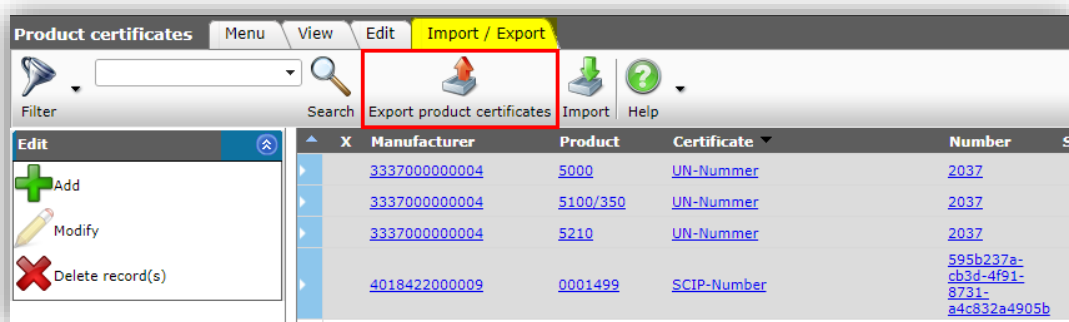 Product certificates Menu View Edit Import / Export
Filter Search Export product certificates Import Help
Edit
Add
Modify
Delete record(s)
X Manufacturer Product Certificate Number S
3337000000004 5000 UN-Nummer 2037
3337000000004 5100/350 UN-Nummer 2037
3337000000004 5210 UN-Nummer 2037
4018422000009 0001499 SCIP-Number 595b237a-
cb3d-4f91-
8731-
a4c832a4905b